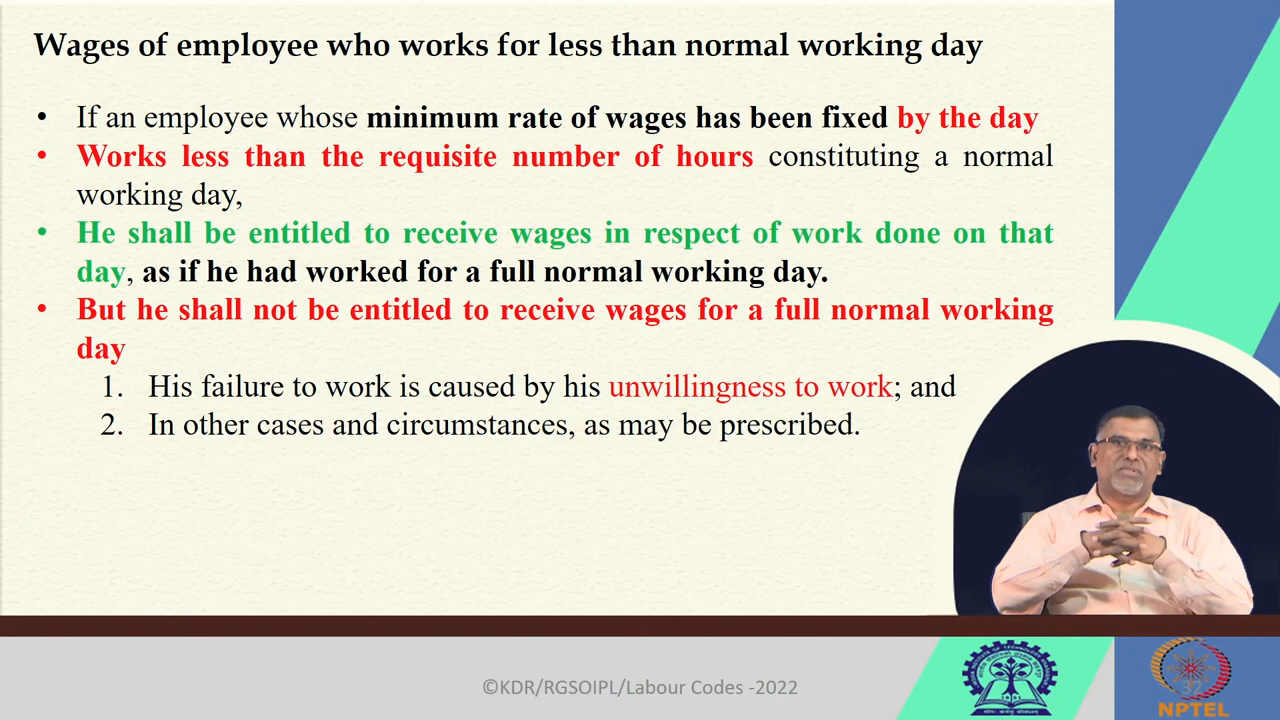 Wages of employee who works for less than normal working day
• If an employee whose minimum rate of wages has been fixed by the day
• Works less than the requisite number of hours constituting a normal
working day,
• He shall be entitled to receive wages in respect of work done on that
day, as if he had worked for a full normal working day.
• But he shall not be entitled to receive wages for a full normal working
day
1. His failure to work is caused by his unwillingness to work; and
2. In other cases and circumstances, as may be prescribed.
©KDR/RGSOIPL/Labour Codes -2022
32
NPTEL